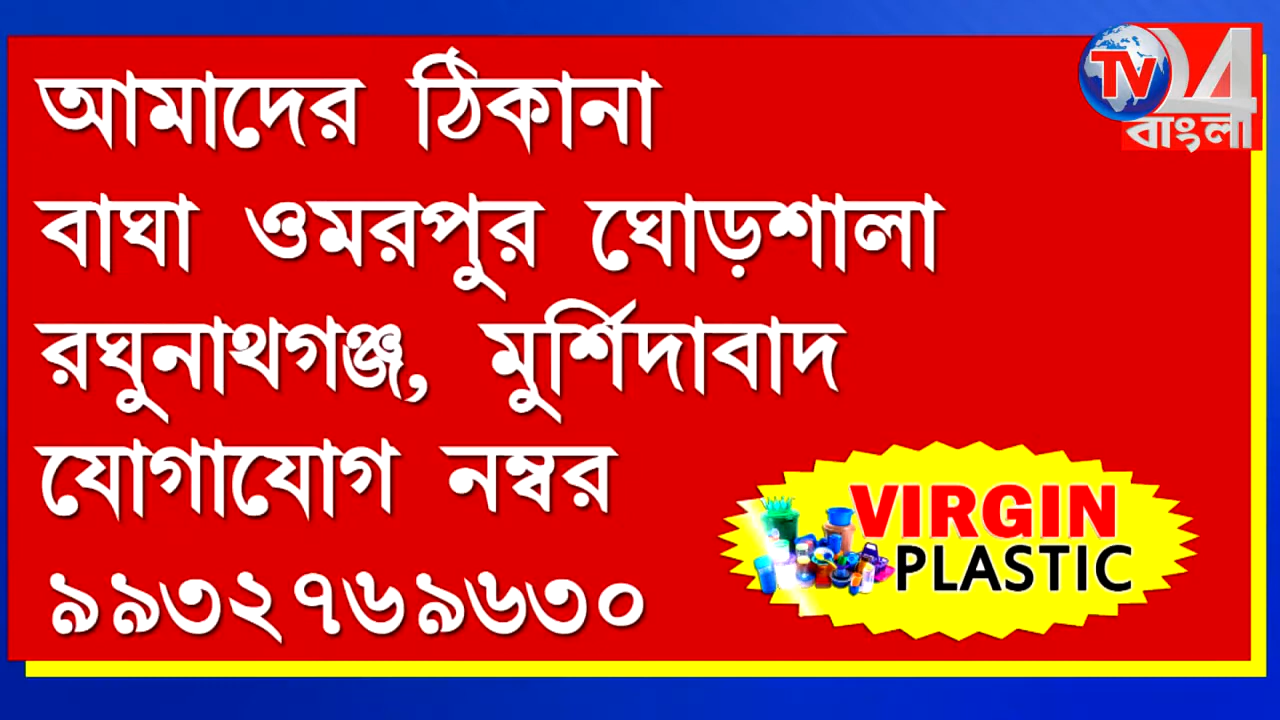 আমাদের ঠিকানা
বাঘা ওমরপুর ঘোড়শালা
রঘুনাথগঞ্জ, মুর্শিদাবাদ
যোগাযোগ নম্বর
৯৯৩২৭৬৯৬৩০
VIRGIN
PLASTIC
TV 24
বাংলা